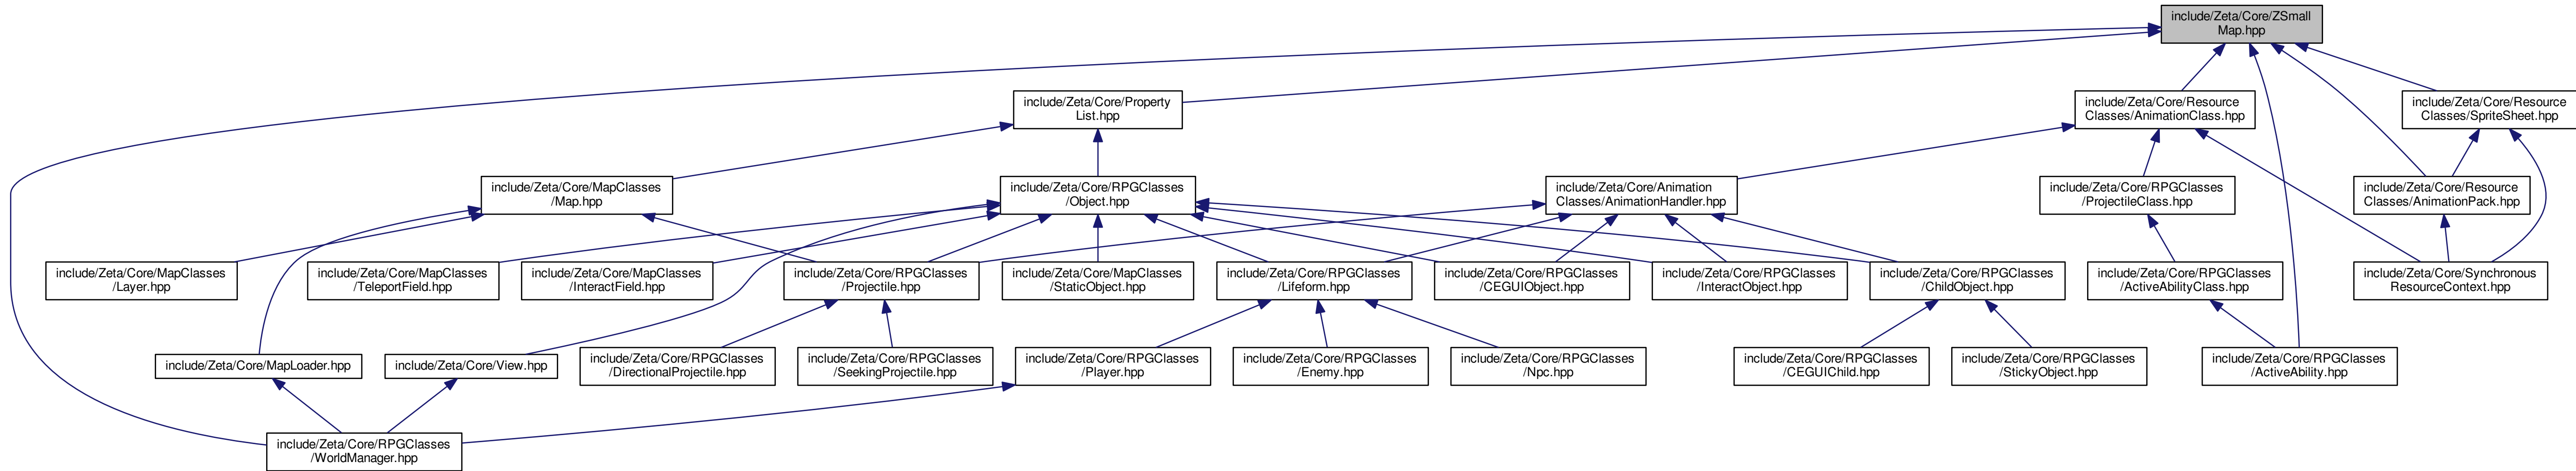 include/Zeta/Core/ZSmall
Map.hpp
include/Zeta/Core/Property
List.hpp
include/Zeta/Core/Resource
Classes/AnimationClass.hpp
include/Zeta/Core/Resource
Classes/SpriteSheet.hpp
include/Zeta/Core/MapClasses
/Map.hpp
include/Zeta/Core/RPGClasses
/Object.hpp
include/Zeta/Core/Animation
Classes/AnimationHandler.hpp
include/Zeta/Core/RPGClasses
/ProjectileClass.hpp
include/Zeta/Core/Resource
Classes/AnimationPack.hpp
include/Zeta/Core/MapClasses
/Layer.hpp
include/Zeta/Core/MapClasses
/TeleportField.hpp
include/Zeta/Core/MapClasses
/InteractField.hpp
include/Zeta/Core/RPGClasses
/Projectile.hpp
include/Zeta/Core/MapClasses
/StaticObject.hpp
include/Zeta/Core/RPGClasses
/Lifeform.hpp
include/Zeta/Core/RPGClasses
/CEGUIObject.hpp
include/Zeta/Core/RPGClasses
/InteractObject.hpp
include/Zeta/Core/RPGClasses
/ChildObject.hpp
include/Zeta/Core/RPGClasses
/ActiveAbilityClass.hpp
include/Zeta/Core/Synchronous
ResourceContext.hpp
include/Zeta/Core/MapLoader.hpp
include/Zeta/Core/View.hpp
include/Zeta/Core/RPGClasses
/DirectionalProjectile.hpp
include/Zeta/Core/RPGClasses
/SeekingProjectile.hpp
include/Zeta/Core/RPGClasses
/Player.hpp
include/Zeta/Core/RPGClasses
/Enemy.hpp
include/Zeta/Core/RPGClasses
/Npc.hpp
include/Zeta/Core/RPGClasses
/CEGUIChild.hpp
include/Zeta/Core/RPGClasses
/StickyObject.hpp
include/Zeta/Core/RPGClasses
/ActiveAbility.hpp
include/Zeta/Core/RPGClasses
/WorldManager.hpp